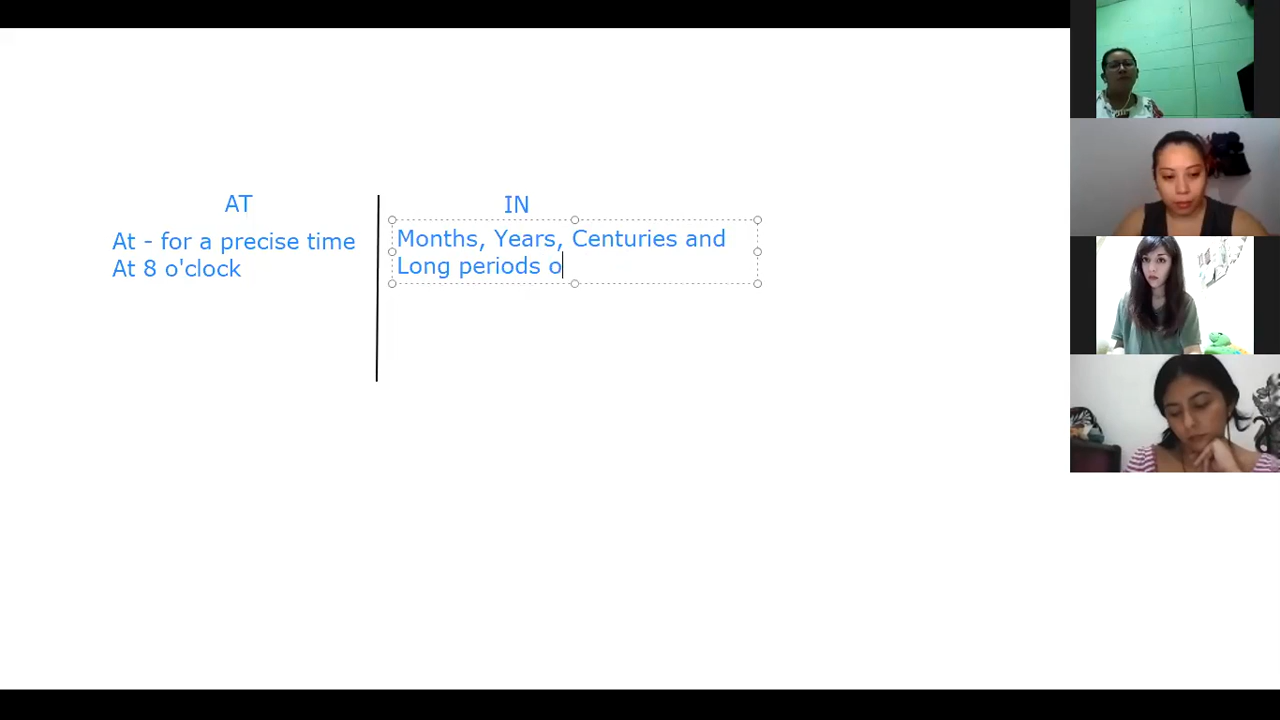 AT
At - for a precise time
At 8 o'clock
IN
Months, Years, Centuries and
Long periods o